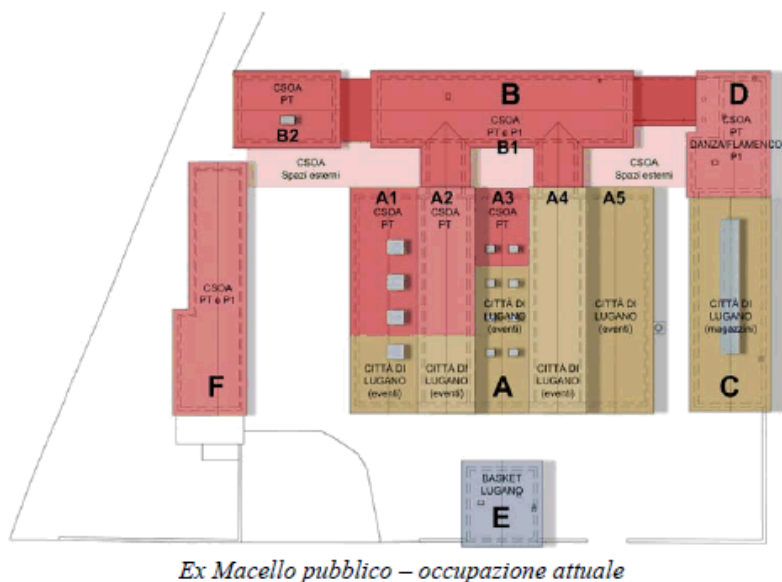 CSOA
PT
B2
B
CSOA
PT e P1
B1
D
CSOA
PT
DANZA/FLAMENCO
P1
CSOA
Spazi esterni
CSOA
Spazi esterni
A1
CSOA
PT
A2
CSOA
PT
A3
CSOA
PT
A4
A5
CSOA
PT e P1
F
CITTÀ DI
LUGANO
(eventi)
CITTÀ DI
LUGANO
(eventi)
CITTÀ DI
LUGANO
(eventi)
CITTÀ DI
LUGANO
(eventi)
CITTÀ DI
LUGANO
(eventi)
A
CITTÀ DI
LUGANO
(magazzini)
C
BASKET
LUGANO
E
Ex Macello pubblico – occupazione attuale